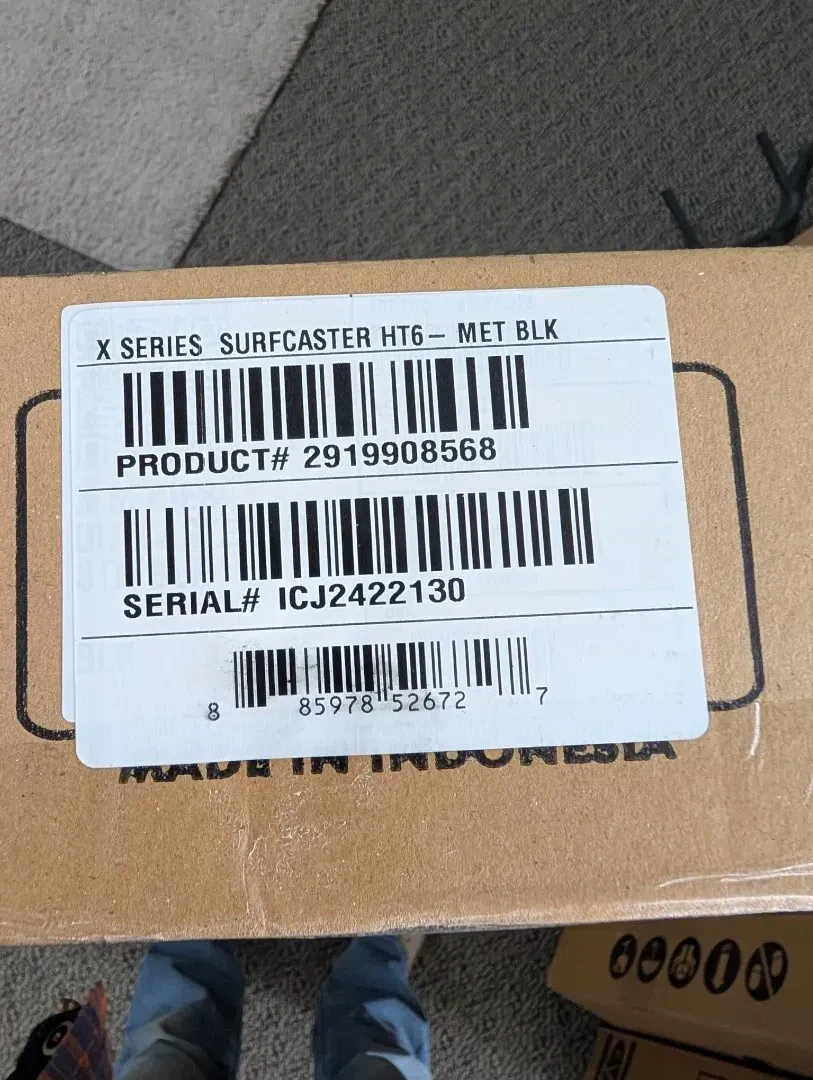 X SERIES SURFCASTER HT6– MET BLK
PRODUCT# 2919908568
SERIAL# ICJ2422130
8 85978 52672 7
MADE IN INDONESIA